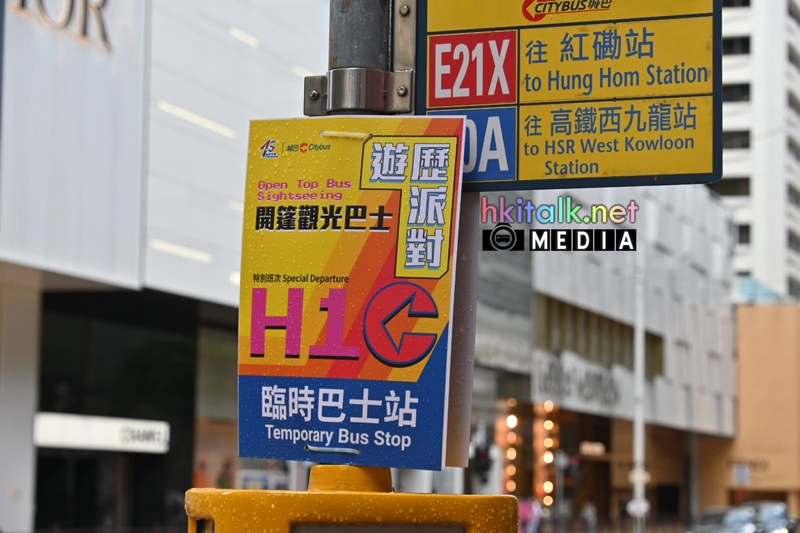 CITYBUS 城巴
E21X
往 紅磡站
to Hung Hom Station
0A
往 高鐵西九龍站
to HSR West Kowloon
Station
hkitalk.net
MEDIA
15
城巴 Citybus
Open Top Bus
Sightseeing
開篷觀光巴士
遊歷派對
特別班次 Special Departure
H1
臨時巴士站
Temporary Bus Stop